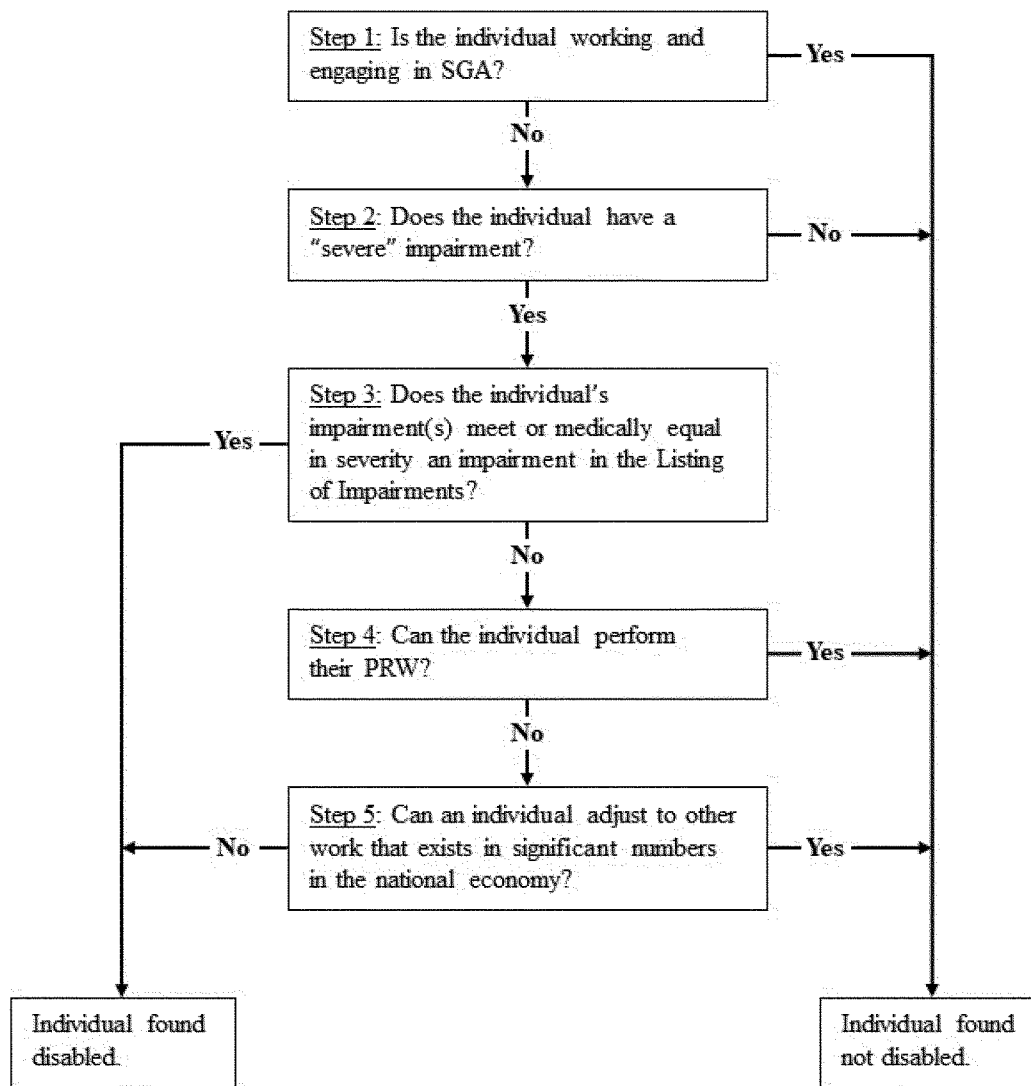 Step 1: Is the individual working and
engaging in SGA?
Yes
No
Step 2: Does the individual have a
"severe" impairment?
No
Yes
Step 3: Does the individual's
impairment(s) meet or medically equal
in severity an impairment in the Listing
of Impairments?
Yes
No
Step 4: Can the individual perform
their PRW?
Yes
No
Step 5: Can an individual adjust to other
work that exists in significant numbers
in the national economy?
No
Yes
Individual found
disabled.
Individual found
not disabled.